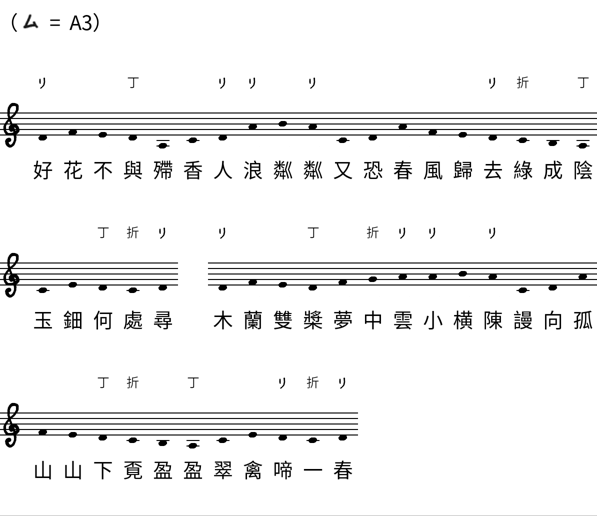 （ム = A3）
リ 丁 リ リ リ リ 折 丁
好花不與殢香人浪粼粼又恐春風歸去綠成陰
丁 折 リ リ 丁 折 リ リ リ
玉鈿何處尋 木蘭雙槳夢中雲小橫陳謾向孤
丁 折 丁 リ 折 リ
山山下覔盈盈翠禽啼一春